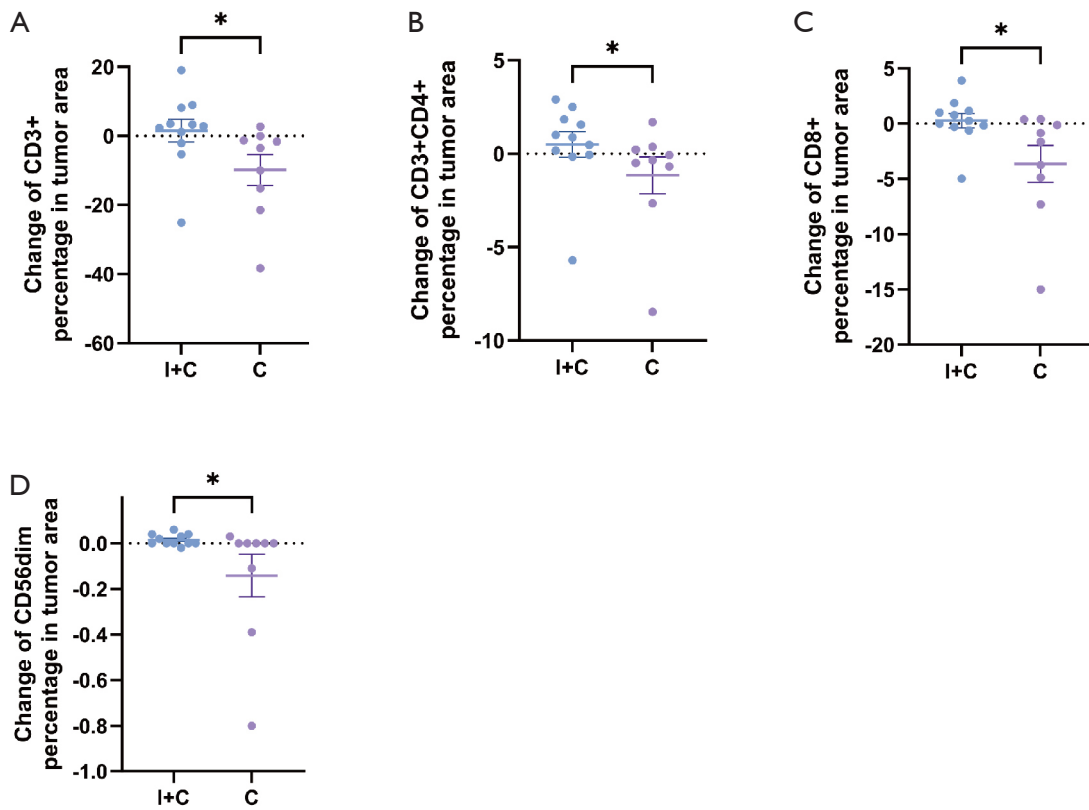 A
Change of CD3+
percentage in tumor area
20
0
-20
-40
-60
*
I+C
C
B
Change of CD3+CD4+
percentage in tumor area
5
0
-5
-10
*
I+C
C
C
Change of CD8+
percentage in tumor area
5
0
-5
-10
-15
-20
*
I+C
C
D
Change of CD56dim
percentage in tumor area
0.0
-0.2
-0.4
-0.6
-0.8
-1.0
*
I+C
C